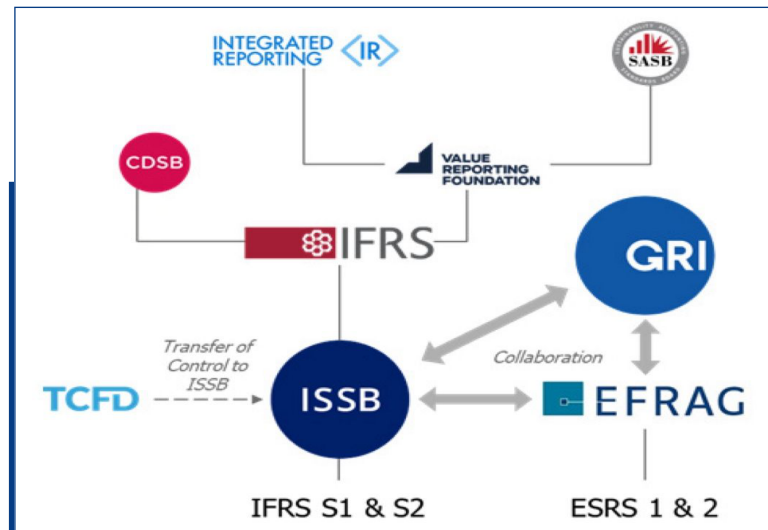 INTEGRATED
REPORTING <IR>
SASB
CDSB
VALUE
REPORTING
FOUNDATION
IFRS
GRI
Transfer of
Control to
ISSB
Collaboration
TCFD
ISSB
EFRAG
IFRS S1 & S2
ESRS 1 & 2